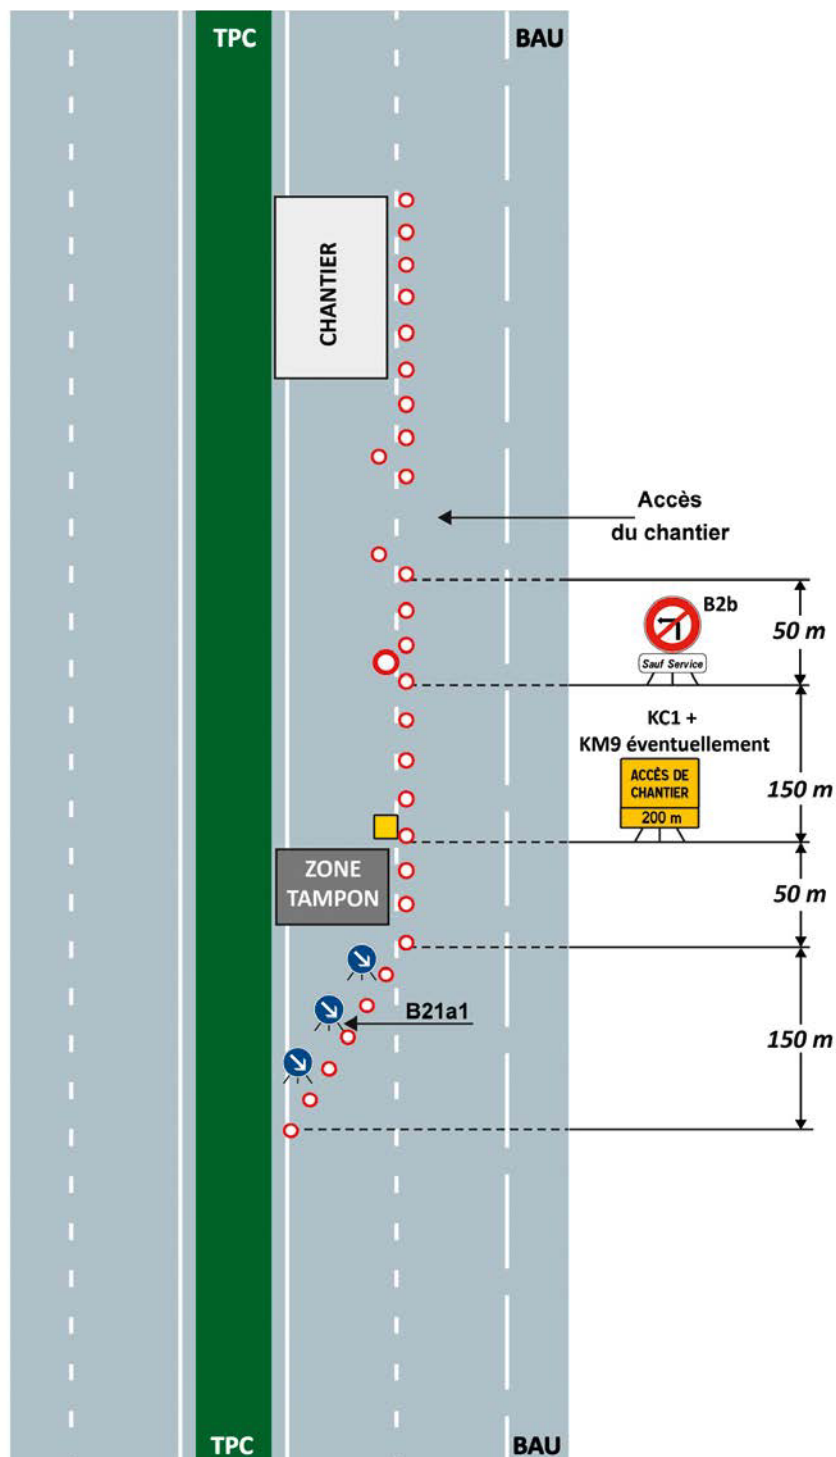 TPC
BAU
CHANTIER
Accès
du chantier
B2b
50 m
Sauf Service
KC1 +
KM9 éventuellement
ACCÈS DE
CHANTIER
200 m
150 m
ZONE
TAMPON
50 m
B21a1
150 m
TPC
BAU